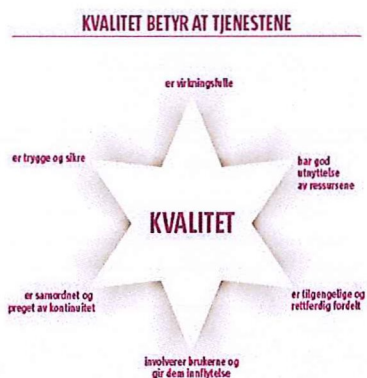 KVALITET BETYR AT TJENESTENE
er virkningsfulle
er trygge og sikre
har god
utnyttelse
av ressursene
KVALITET
er samordnet og
preget av kontinuitet
er tilgengelige og
rettferdig fordelt
involverer brukerne og
gir dem innflytelse